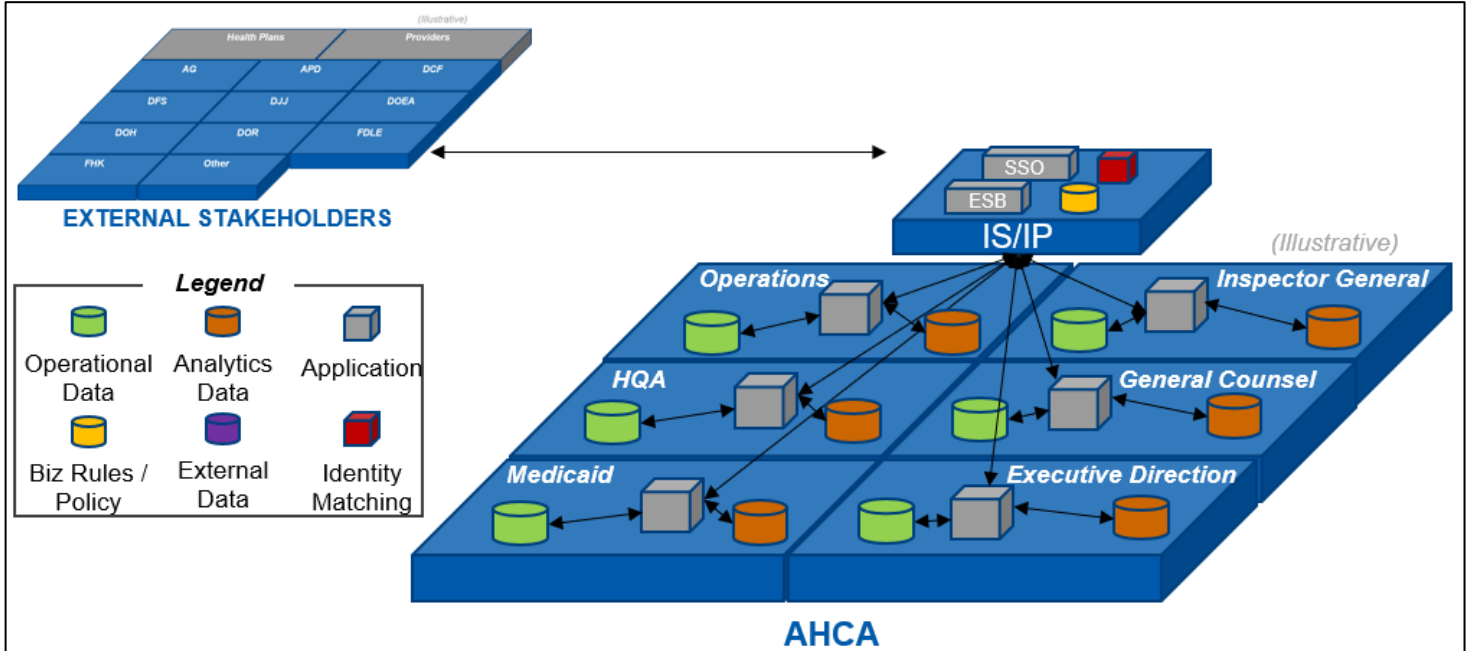 (Illustrative)
Health Plans Providers
AG APD DCF
DFS DJJ DOEA
DOH DOR FDLE
FHK Other
EXTERNAL STAKEHOLDERS
SSO
ESB
IS/IP
(Illustrative)
Legend
Operational
Data
Analytics
Data
Application
Biz Rules /
Policy
External
Data
Identity
Matching
Operations
Inspector General
HQA
General Counsel
Medicaid
Executive Direction
AHCA